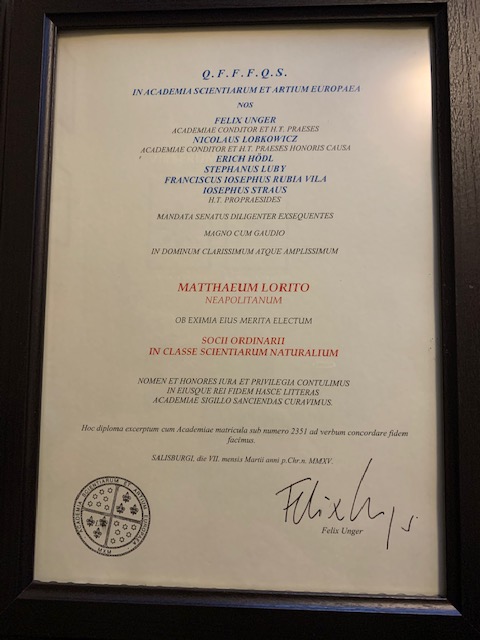 Q.F.F.F.Q.S.
IN ACADEMIA SCIENTIARUM ET ARTIUM EUROPAEA
NOS
FELIX UNGER
ACADEMIAE CONDITOR ET H.T. PRAESES
NICOLAUS LOBKOWICZ
ACADEMIAE CONDITOR ET H.T. PRAESES HONORIS CAUSA
ERICH HÖDL
STEPHANUS LUBY
FRANCISCUS IOSEPHUS RUBIA VILA
IOSEPHUS STRAUS
H.T. PROPRAESIDES
MANDATA SENATUS DILIGENTER EXSEQUENTES
MAGNO CUM GAUDIO
IN DOMINUM CLARISSIMUM ATQUE AMPLISSIMUM
MATTHAEUM LORITO
NEAPOLITANUM
OB EXIMIA EIUS MERITA ELECTUM
SOCII ORDINARII
IN CLASSE SCIENTIARUM NATURALIUM
NOMEN ET HONORES IURA ET PRIVILEGIA CONTULIMUS
IN EIUSQUE REI FIDEM HASCE LITTERAS
ACADEMIAE SIGILLO SANCIENDAS CURAVIMUS.
Hoc diploma exceptum cum Academiae matricula sub numero 2351 ad verbum concordare fidem
facimus.
SALISBURGI, die VII. mensis Martii anni p.Chr.n. MMXV.
ACADEMIA SCIENTIARUM ET ARTIUM EUROPAEA
Felix Unger
Felix Unger